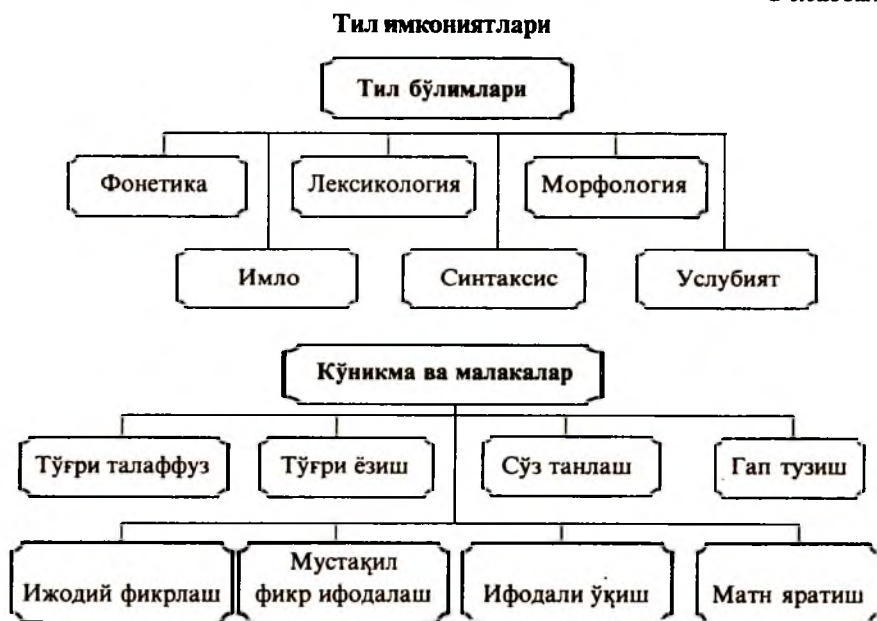 Тил имкониятлари
Тил бўлимлари
Фонетика
Лексикология
Морфология
Имло
Синтаксис
Услубият
Кўникма ва малакалар
Тўғри талаффуз
Тўғри ёзиш
Сўз танлаш
Гап тузиш
Ижодий фикрлаш
Мустақил
фикр ифодалаш
Ифодали ўқиш
Матн яратиш